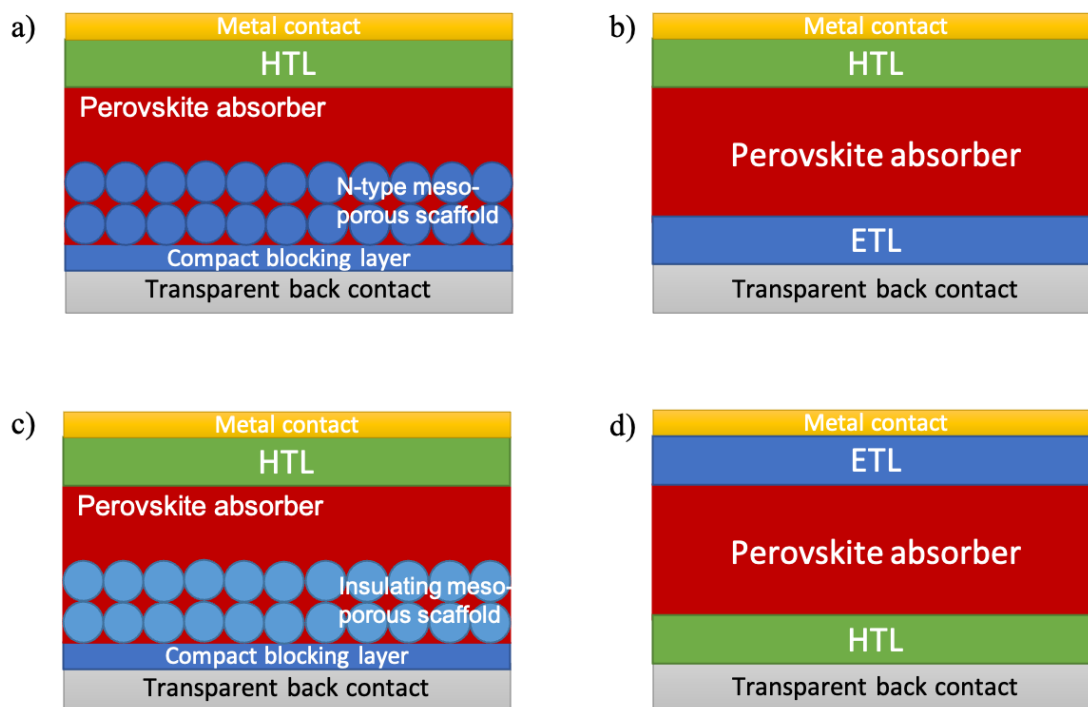 a)
Metal contact
HTL
Perovskite absorber
N-type meso-
porous scaffold
Compact blocking layer
Transparent back contact
b)
Metal contact
HTL
Perovskite absorber
ETL
Transparent back contact
c)
Metal contact
HTL
Perovskite absorber
Insulating meso-
porous scaffold
Compact blocking layer
Transparent back contact
d)
Metal contact
ETL
Perovskite absorber
HTL
Transparent back contact